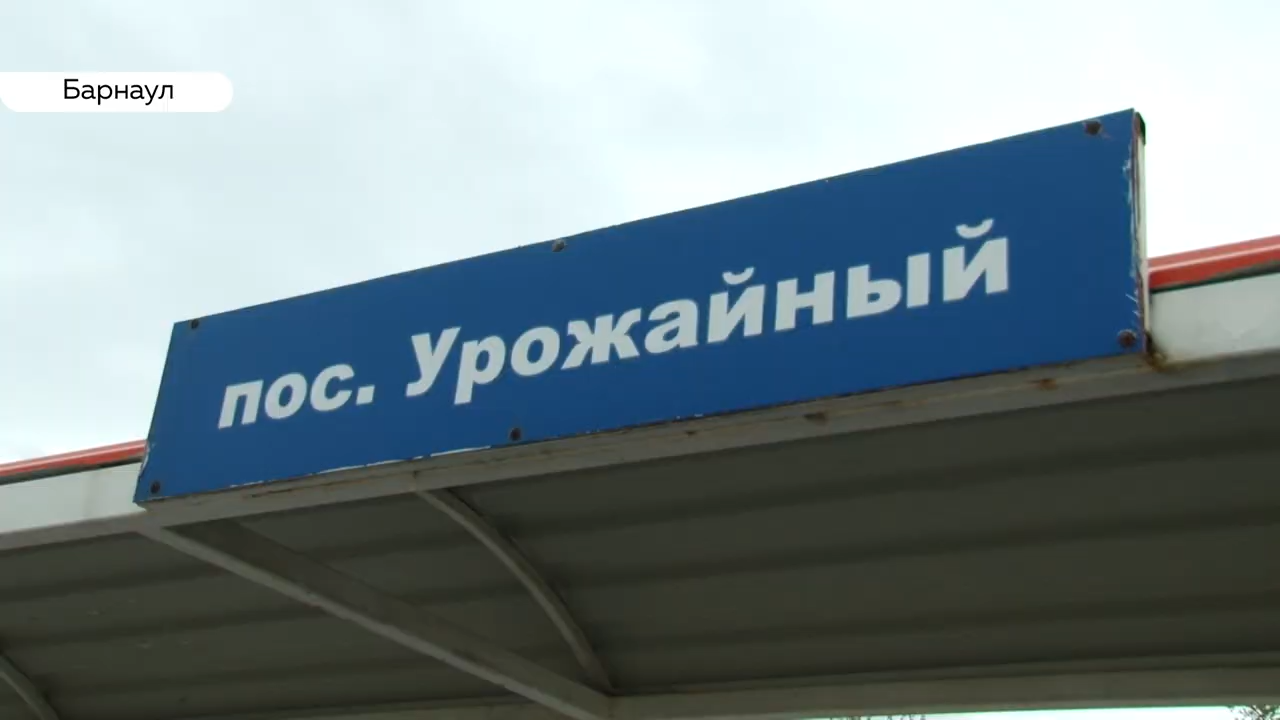 Барнаул
пос. Урожайный